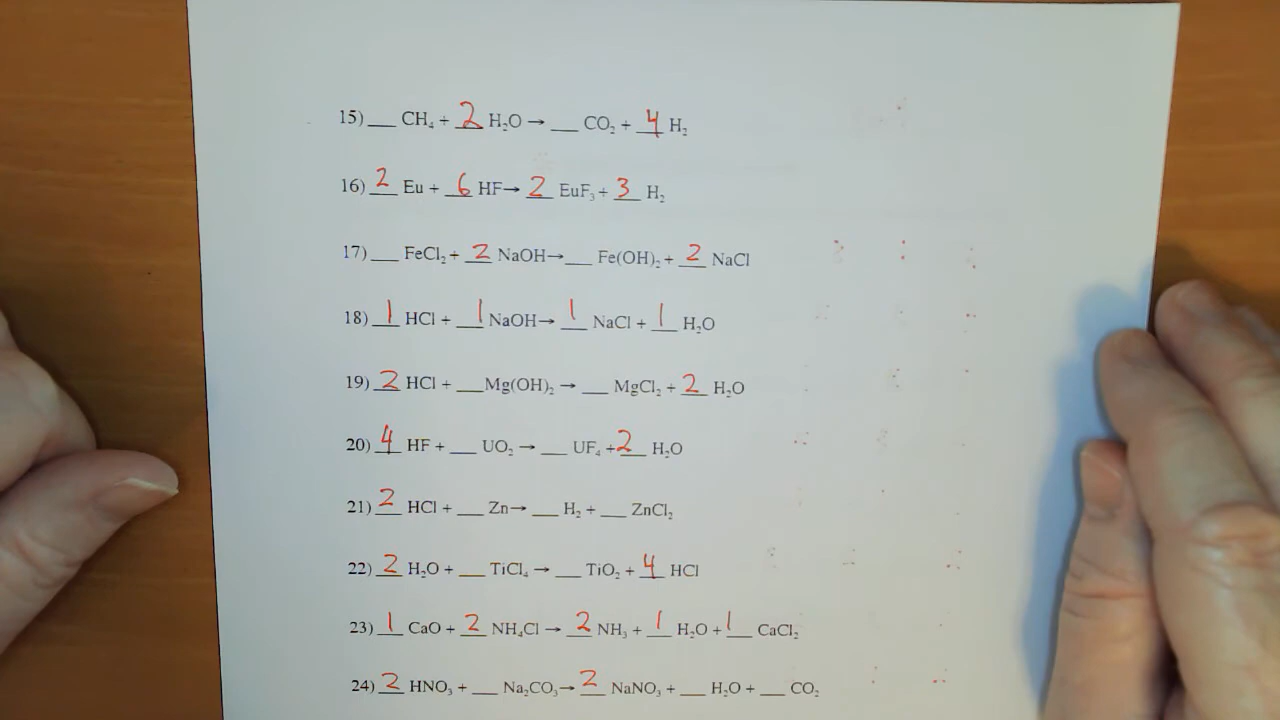 15)___ CH₄ + 2 H₂O → ___ CO₂ + 4 H₂
16) 2 Eu + 6 HF→ 2 EuF₃ + 3 H₂
17)___ FeCl₂ + 2 NaOH→___ Fe(OH)₂ + 2 NaCl
18) 1 HCl + 1 NaOH→ 1 NaCl + 1 H₂O
19) 2 HCl + ___Mg(OH)₂ → ___ MgCl₂ + 2 H₂O
20) 4 HF + ___ UO₂ → ___ UF₄ + 2 H₂O
21) 2 HCl + ___ Zn→ ___ H₂ + ___ ZnCl₂
22) 2 H₂O + ___ TiCl₄ → ___ TiO₂ + 4 HCl
23) 1 CaO + 2 NH₄Cl → 2 NH₃ + 1 H₂O + 1 CaCl₂
24) 2 HNO₃ + ___ Na₂CO₃→ 2 NaNO₃ + ___ H₂O + ___ CO₂